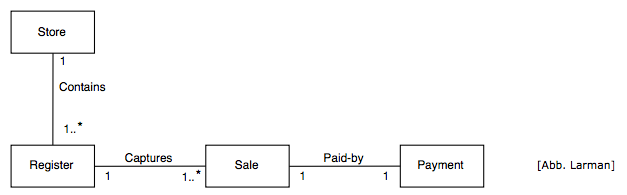 Store
1
Contains
1..*
Register
Captures
1
1..*
Sale
Paid-by
1
1
Payment
[Abb. Larman]